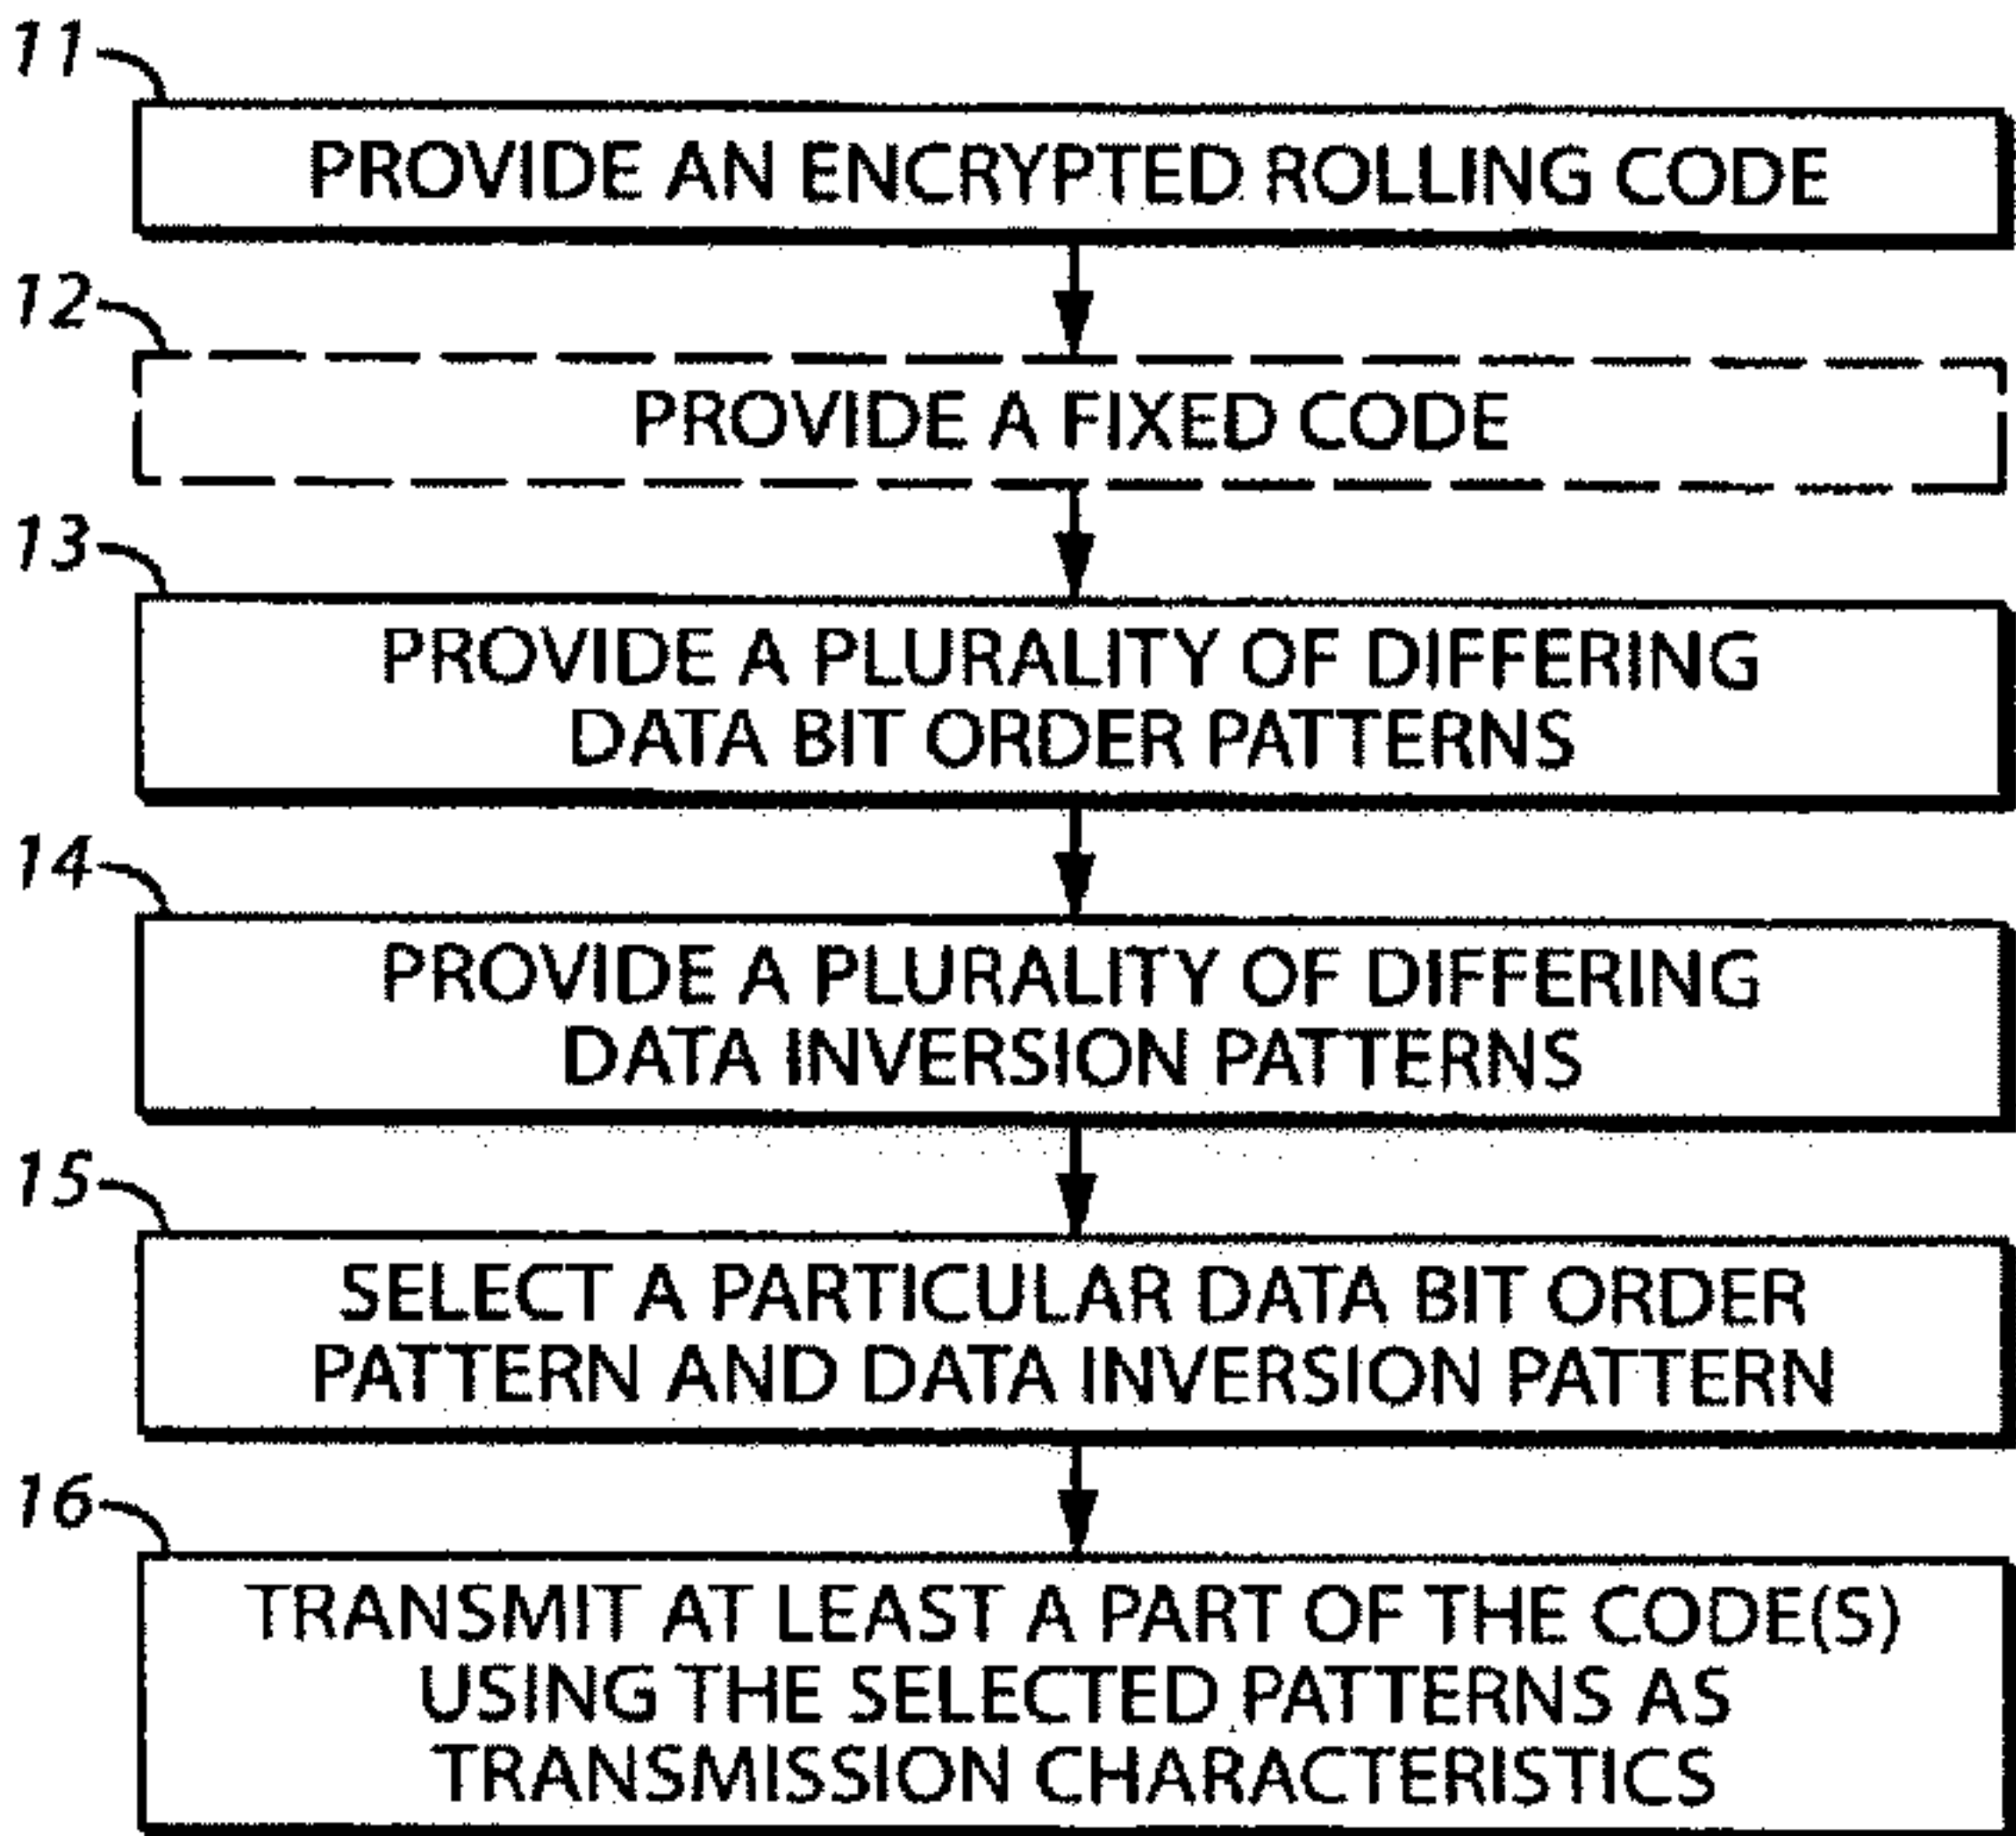 11
PROVIDE AN ENCRYPTED ROLLING CODE
12
PROVIDE A FIXED CODE
13
PROVIDE A PLURALITY OF DIFFERING
DATA BIT ORDER PATTERNS
14
PROVIDE A PLURALITY OF DIFFERING
DATA INVERSION PATTERNS
15
SELECT A PARTICULAR DATA BIT ORDER
PATTERN AND DATA INVERSION PATTERN
16
TRANSMIT AT LEAST A PART OF THE CODE(S)
USING THE SELECTED PATTERNS AS
TRANSMISSION CHARACTERISTICS